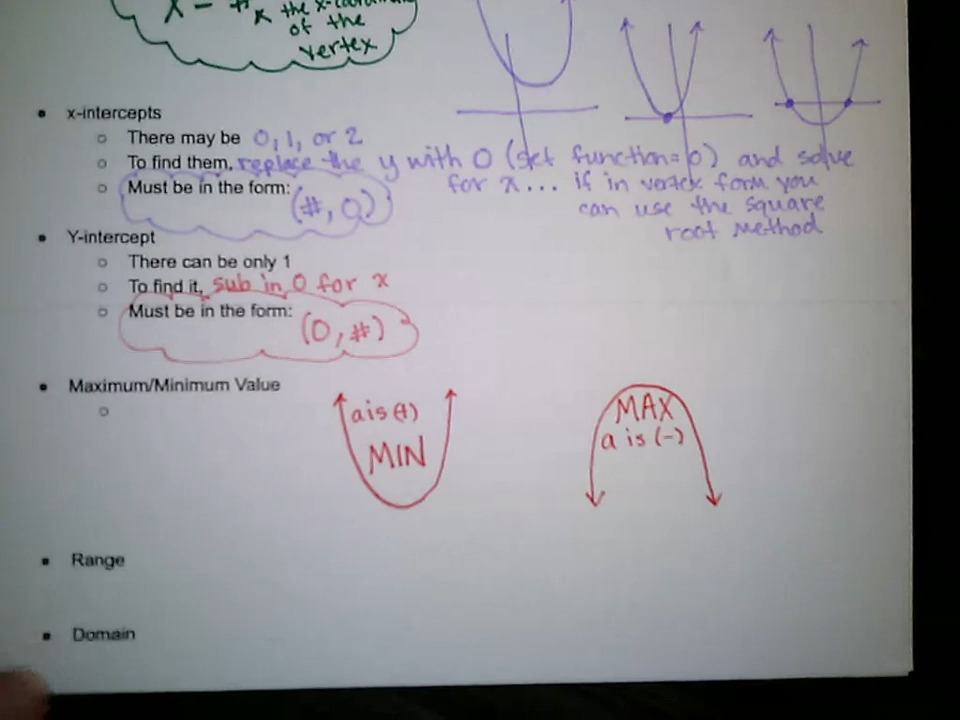 x = # the x-coordinate
of the
vertex
• x-intercepts
○ There may be 0, 1, or 2
○ To find them, replace the y with 0 (set function=0) and solve
for x... if in vertex form you
can use the square
root method
○ Must be in the form: (#, 0)
• Y-intercept
○ There can be only 1
○ To find it, sub in 0 for x
○ Must be in the form: (0, #)
• Maximum/Minimum Value
○
a is (+)
MIN
MAX
a is (-)
• Range
• Domain